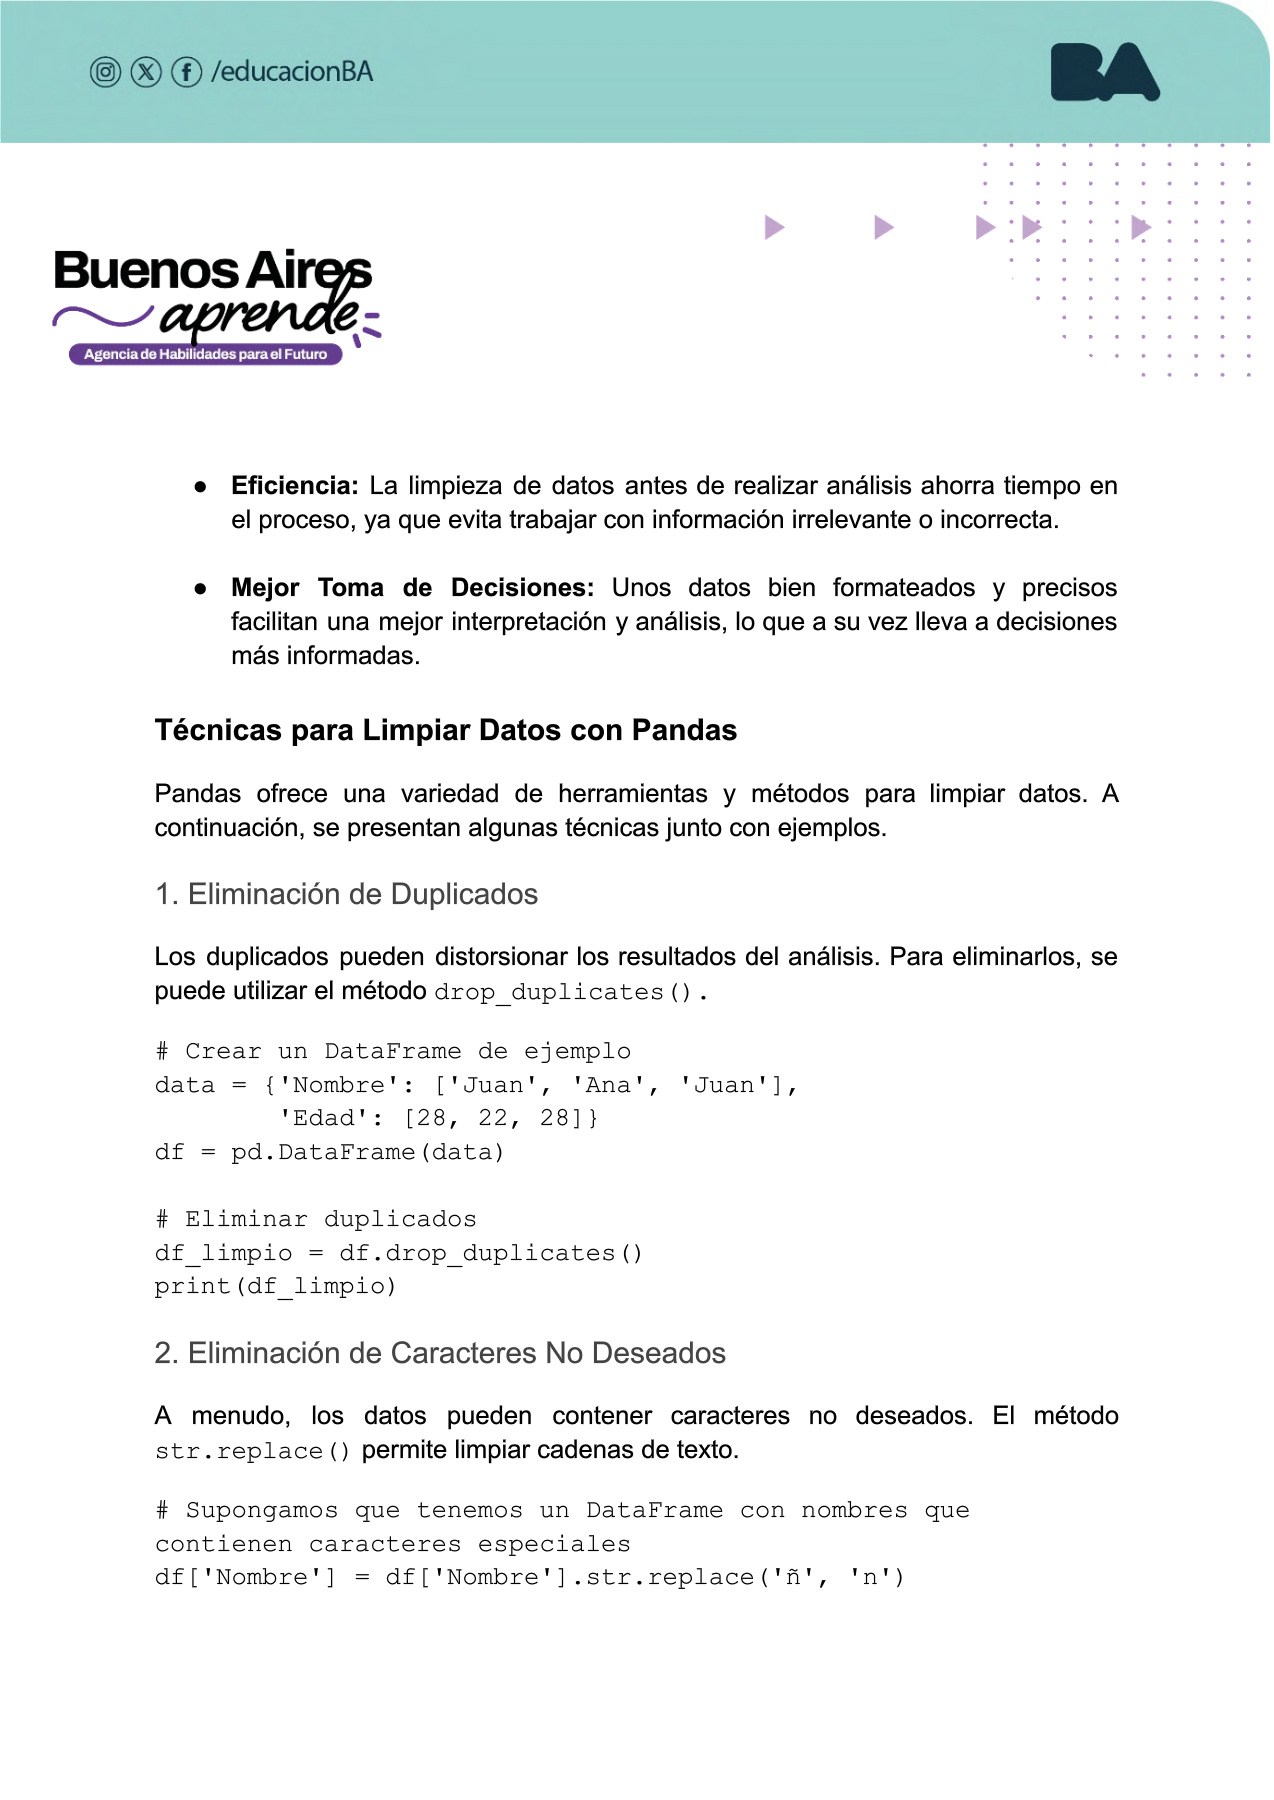 /educacionBA
BA
Buenos Aires
aprende
Agencia de Habilidades para el Futuro
● Eficiencia: La limpieza de datos antes de realizar análisis ahorra tiempo en
el proceso, ya que evita trabajar con información irrelevante o incorrecta.
● Mejor Toma de Decisiones: Unos datos bien formateados y precisos
facilitan una mejor interpretación y análisis, lo que a su vez lleva a decisiones
más informadas.
Técnicas para Limpiar Datos con Pandas
Pandas ofrece una variedad de herramientas y métodos para limpiar datos. A
continuación, se presentan algunas técnicas junto con ejemplos.
1. Eliminación de Duplicados
Los duplicados pueden distorsionar los resultados del análisis. Para eliminarlos, se
puede utilizar el método drop_duplicates().
# Crear un DataFrame de ejemplo
data = {'Nombre': ['Juan', 'Ana', 'Juan'],
        'Edad': [28, 22, 28]}
df = pd.DataFrame(data)
# Eliminar duplicados
df_limpio = df.drop_duplicates()
print(df_limpio)
2. Eliminación de Caracteres No Deseados
A menudo, los datos pueden contener caracteres no deseados. El método
str.replace() permite limpiar cadenas de texto.
# Supongamos que tenemos un DataFrame con nombres que
contienen caracteres especiales
df['Nombre'] = df['Nombre'].str.replace('ñ', 'n')